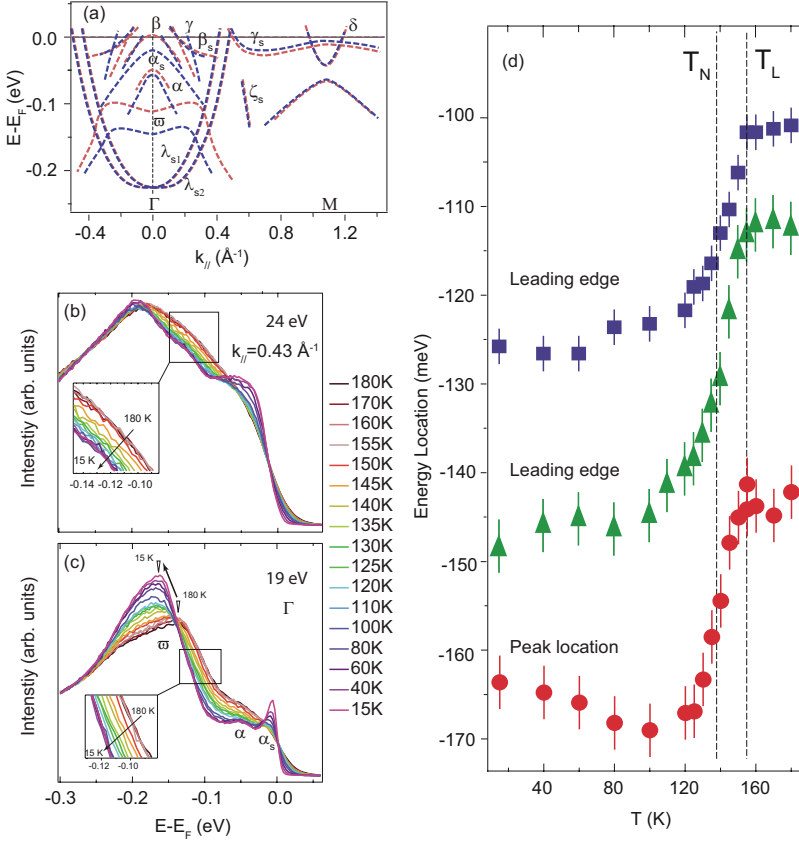 (a)
β γ
β_s γ_s δ
α_s
α
ζ_s
ϖ
λ_s1
λ_s2
Γ M
0.0
-0.1
-0.2
E-E_F (eV)
-0.4 0.0 0.4 0.8 1.2
k_// (Å⁻¹)
(b)
24 eV
k_//=0.43 Å⁻¹
180 K
15 K
-0.14 -0.12 -0.10
Intenstiy (arb. units)
(c)
19 eV
Γ
15 K
180 K
ϖ
α α_s
180 K
15 K
-0.12 -0.10
Intenstiy (arb. units)
-0.3 -0.2 -0.1 0.0
E-E_F (eV)
180K
170K
160K
155K
150K
145K
140K
135K
130K
125K
120K
110K
100K
80K
60K
40K
15K
(d)
T_N T_L
Leading edge
Leading edge
Peak location
-100
-110
-120
-130
-140
-150
-160
-170
Energy Location (meV)
40 80 120 160
T (K)